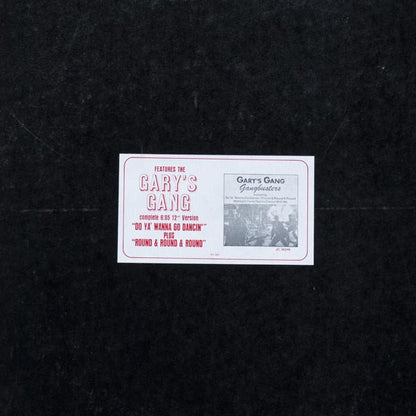 FEATURES THE
GARY'S
GANG
complete 6:05 12" Version
"DO YA' WANNA GO DANCIN'"
PLUS
"ROUND & ROUND & ROUND"
GARY'S GANG
Gangbusters